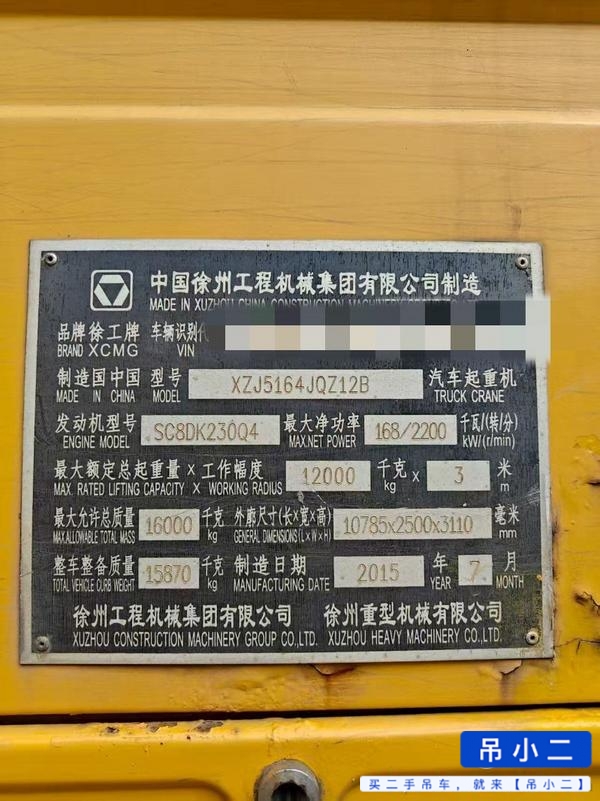 中国徐州工程机械集团有限公司制造
MADE IN XUZHOU CHINA CONSTRUCTION MACHINERY
品牌 徐工牌 车辆识别代
BRAND XCMG VIN
制造国 中国 型号 XZJ5164JQZ12B 汽车起重机
MADE IN CHINA MODEL TRUCK CRANE
发动机型号 SC8DK230Q4 最大净功率 168/2200 千瓦/(转/分)
ENGINE MODEL MAX.NET POWER kW/(r/min)
最大额定总起重量×工作幅度 12000 千克 × 3 米
MAX. RATED LIFTING CAPACITY × WORKING RADIUS kg m
最大允许总质量 16000 千克 外廓尺寸(长×宽×高) 10785x2500x3110 毫米
MAX.ALLOWABLE TOTAL MASS kg GENERAL DIMENSIONS (L×W×H) mm
整车整备质量 15870 千克 制造日期 2015 年 7 月
TOTAL VEHICLE CURB WEIGHT kg MANUFACTURING DATE YEAR MONTH
徐州工程机械集团有限公司 徐州重型机械有限公司
XUZHOU CONSTRUCTION MACHINERY GROUP CO.,LTD. XUZHOU HEAVY MACHINERY CO.,LTD.
吊小二
买二手吊车，就来【吊小二】